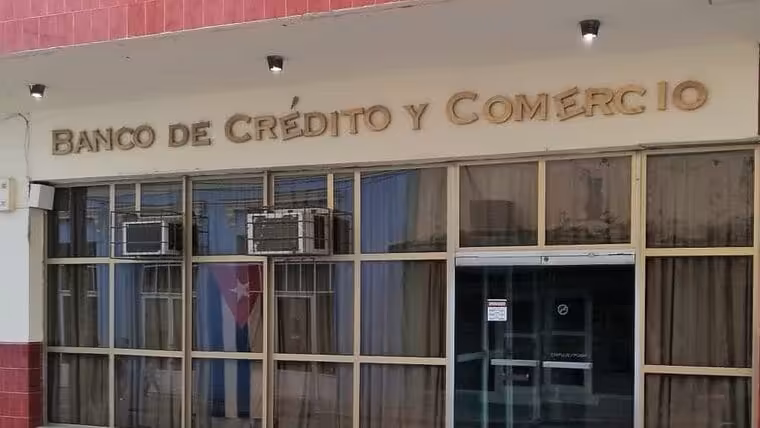 BANCO DE CRÉDITO Y COMERCIO